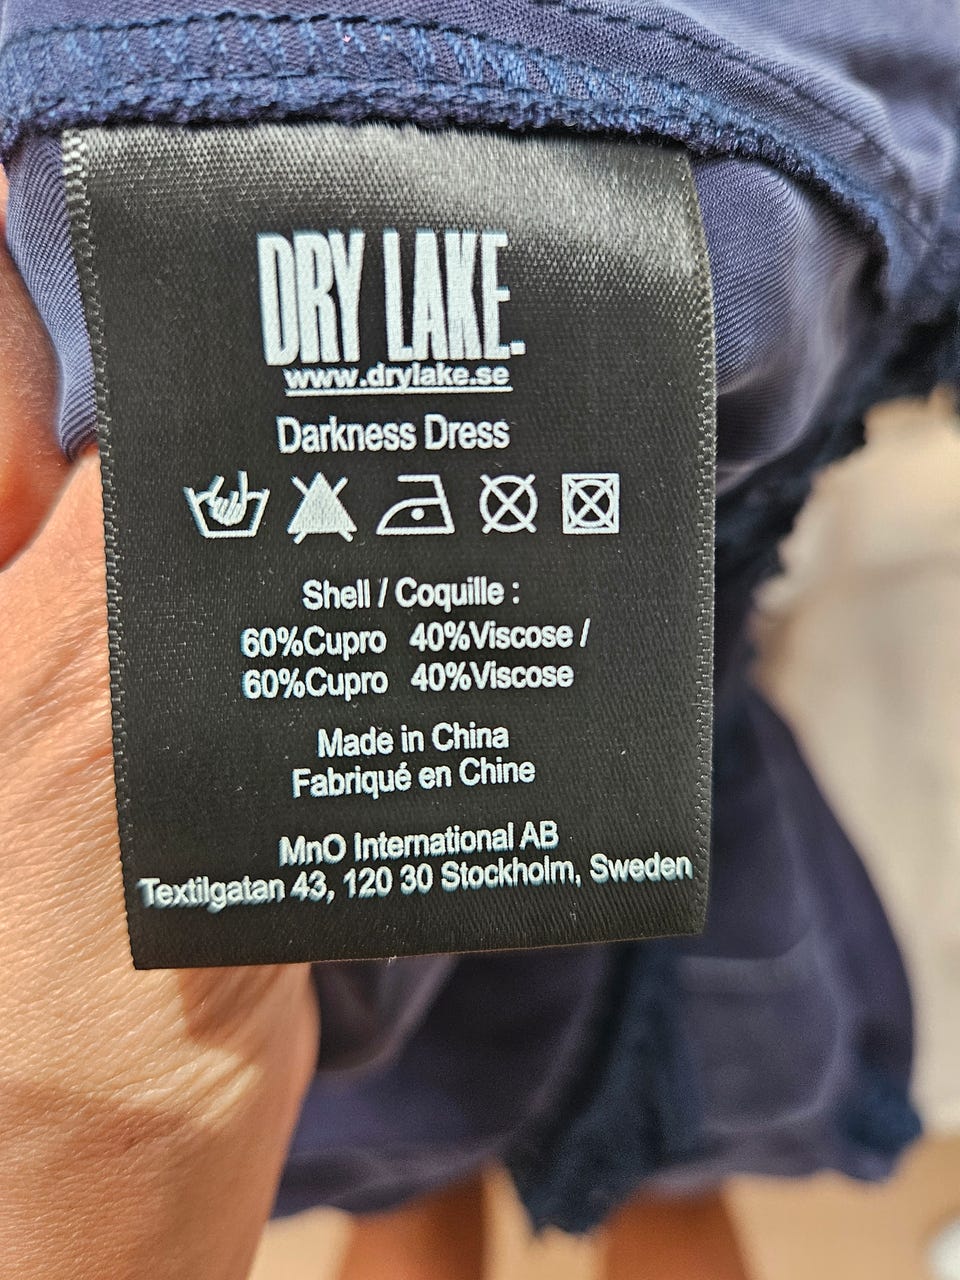 DRY LAKE.
www.drylake.se
Darkness Dress
Shell / Coquille :
60%Cupro 40%Viscose /
60%Cupro 40%Viscose
Made in China
Fabriqué en Chine
MnO International AB
Textilgatan 43, 120 30 Stockholm, Sweden